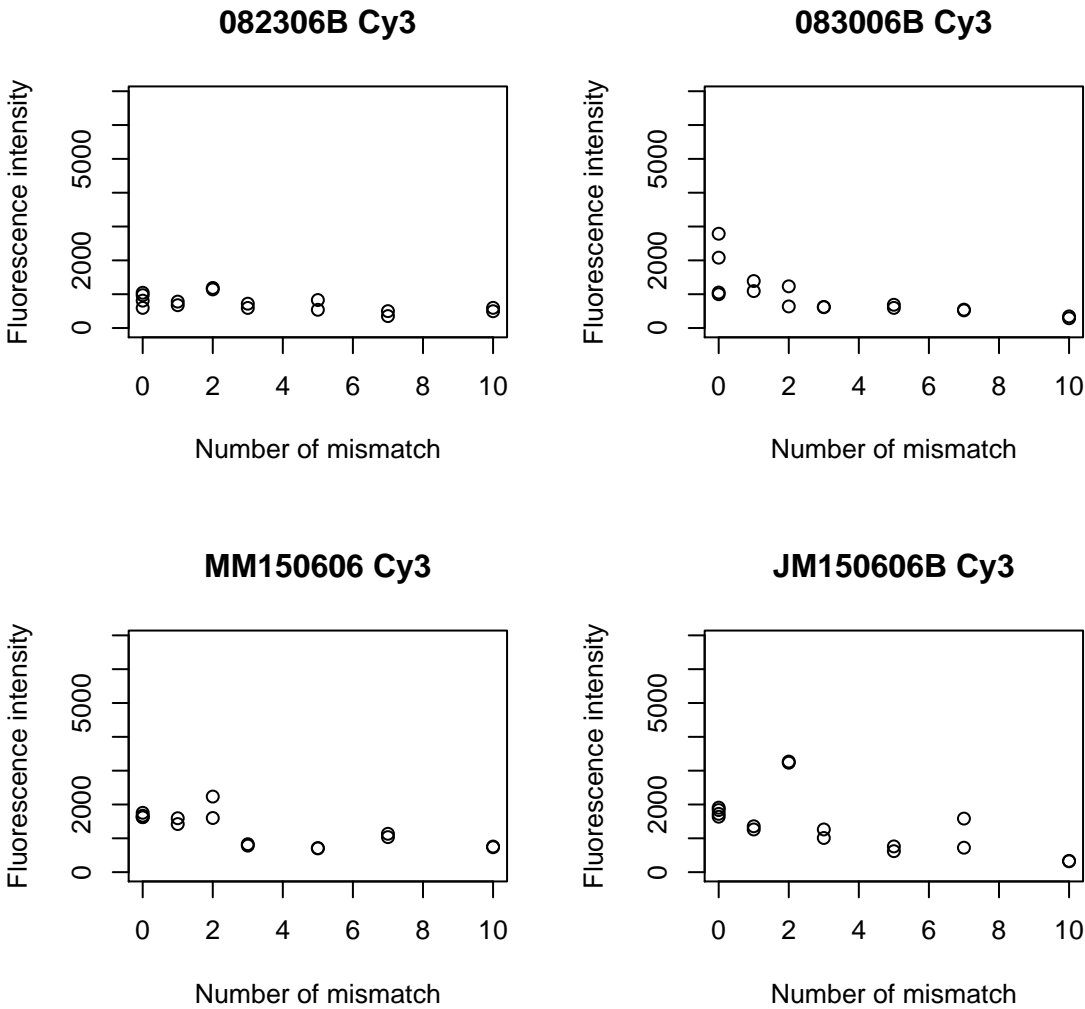 082306B Cy3
Fluorescence intensity
0 2000 5000
0 2 4 6 8 10
Number of mismatch
083006B Cy3
Fluorescence intensity
0 2000 5000
0 2 4 6 8 10
Number of mismatch
MM150606 Cy3
Fluorescence intensity
0 2000 5000
0 2 4 6 8 10
Number of mismatch
JM150606B Cy3
Fluorescence intensity
0 2000 5000
0 2 4 6 8 10
Number of mismatch